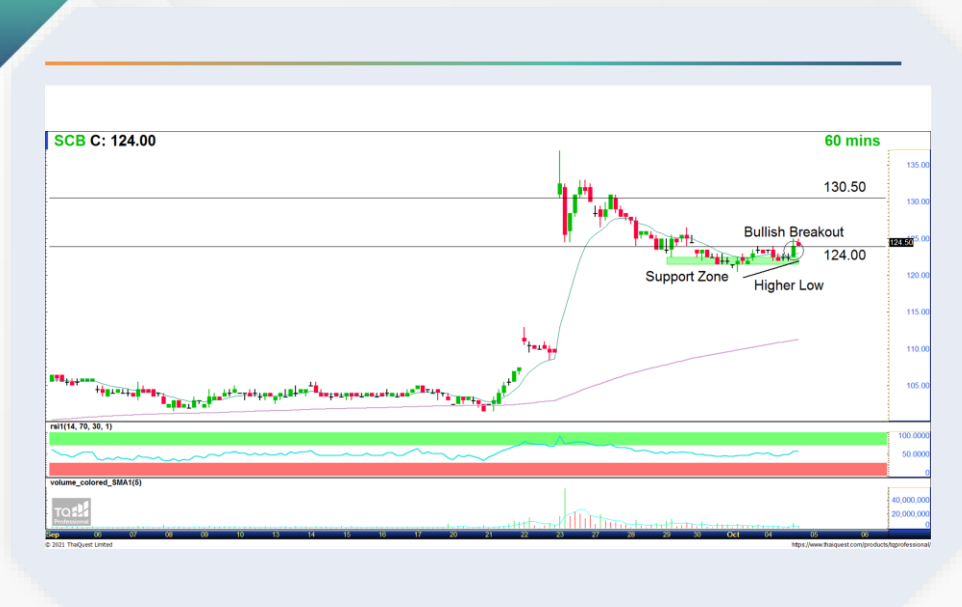 SCB C: 124.00
60 mins
135.00
130.50
130.00
Bullish Breakout
125.00
124.50
124.00
Support Zone
120.00
Higher Low
115.00
110.00
105.00
rsi1(14, 70, 30, 1)
100.0000
50.0000
0
volume_colored_SMA1(5)
TQ
Professional
40,000,000
20,000,000
0
Sep 06 07 08 09 10 13 14 15 16 17 20 21 22 23 27 28 29 30 Oct 04 05 06
© 2021 ThaiQuest Limited
https://www.thaiquest.com/products/tqprofessional/